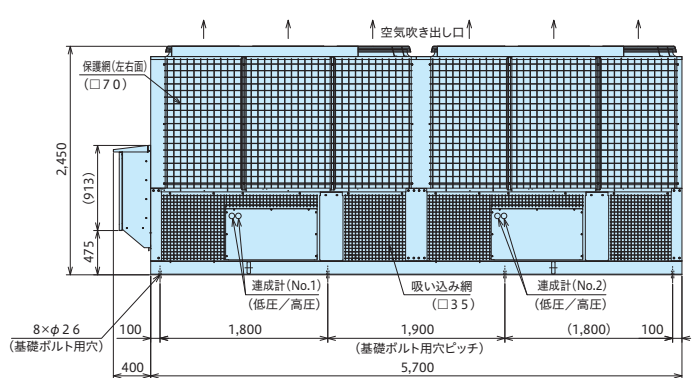 空気吹き出し口
保護網(左右面)
(□70)
2,450
(913)
475
連成計(No.1)
(低圧／高圧)
吸い込み網
(□35)
連成計(No.2)
(低圧／高圧)
8×φ26
(基礎ボルト用穴)
100
1,800
1,900
(1,800)
100
(基礎ボルト用穴ピッチ)
400
5,700